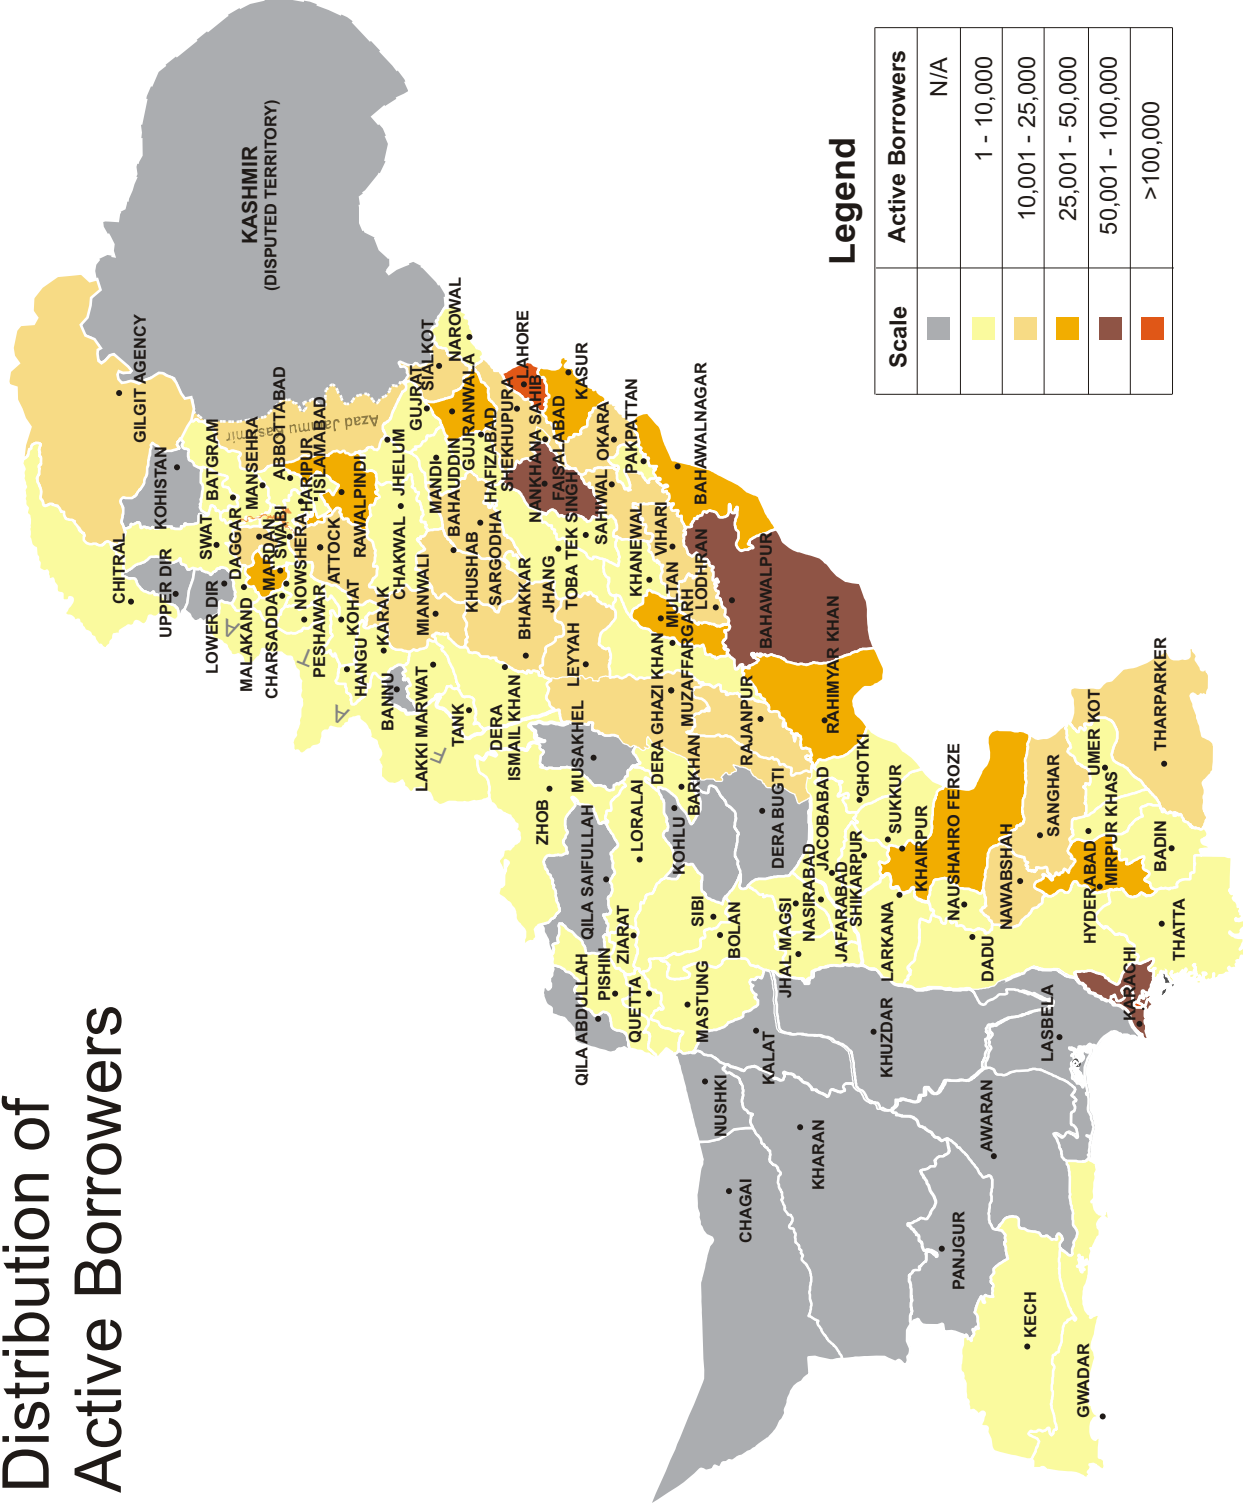 Distribution of
Active Borrowers
GILGIT AGENCY
CHITRAL
KOHISTAN
UPPER DIR
SWAT
BATGRAM
LOWER DIR
DAGGAR
MANSEHRA
KASHMIR
(DISPUTED TERRITORY)
MALAKAND
MARDAN
ABBOTTABAD
CHARSADDA
SWABI
HARIPUR
NOWSHERA
ISLAMABAD
Azad Jammu Kashmir
PESHAWAR
ATTOCK
RAWALPINDI
F
A
T
A
HANGU
KOHAT
KARAK
CHAKWAL
JHELUM
BANNU
GUJRAT
SIALKOT
LAKKI MARWAT
MIANWALI
MANDI
BAHAUDDIN
NAROWAL
TANK
KHUSHAB
GUJRANWALA
DERA
ISMAIL KHAN
SARGODHA
HAFIZABAD
SHEKHUPURA
LAHORE
BHAKKAR
NANKHANA SAHIB
ZHOB
JHANG
FAISALABAD
MUSAKHEL
LEYYAH
TOBA TEK SINGH
KASUR
QILA ABDULLAH
QILA SAIFULLAH
SAHIWAL
OKARA
PISHIN
ZIARAT
LORALAI
PAKPATTAN
QUETTA
DERA GHAZI KHAN
KHANEWAL
VIHARI
KOHLU
BARKHAN
MUZAFFARGARH
MULTAN
LODHRAN
BAHAWALNAGAR
MASTUNG
SIBI
BOLAN
RAJANPUR
BAHAWALPUR
NUSHKI
CHAGAI
KALAT
DERA BUGTI
JHAL MAGSI
NASIRABAD
JACOBABAD
RAHIMYAR KHAN
KHARAN
JAFARABAD
SHIKARPUR
GHOTKI
KHUZDAR
LARKANA
SUKKUR
KHAIRPUR
PANJGUR
AWARAN
DADU
NAUSHAHRO FEROZE
NAWABSHAH
KECH
LASBELA
SANGHAR
GWADAR
HYDERABAD
UMER KOT
MIRPUR KHAS
KARACHI
THATTA
BADIN
THARPARKER
Legend
Scale Active Borrowers
N/A
1 - 10,000
10,001 - 25,000
25,001 - 50,000
50,001 - 100,000
>100,000